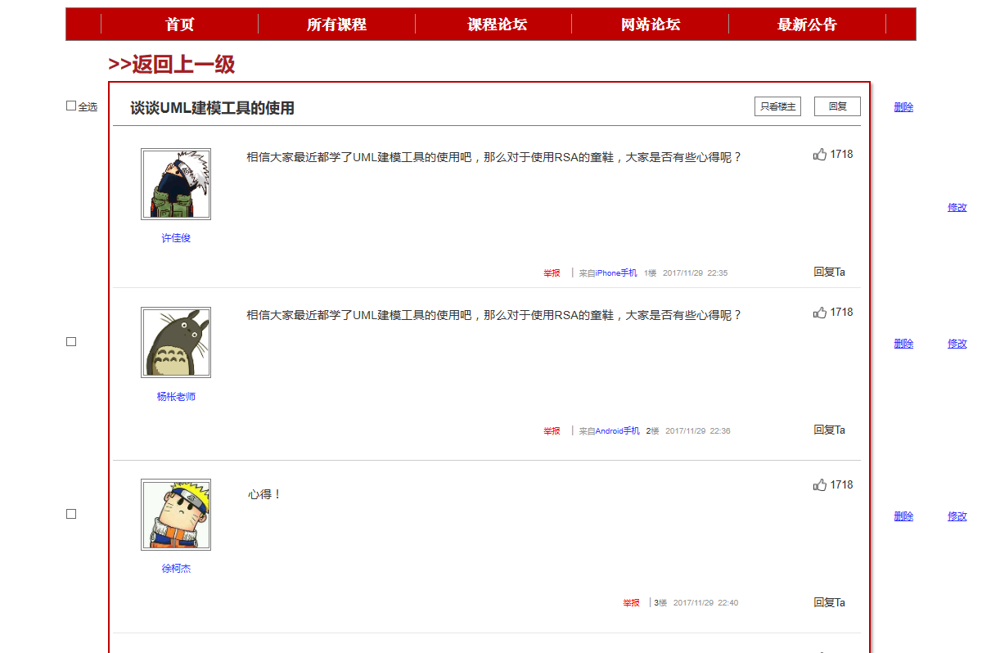 首页 所有课程 课程论坛 网站论坛 最新公告
>>返回上一级
全选 谈谈UML建模工具的使用 只看楼主 回复 删除
相信大家最近都学了UML建模工具的使用吧，那么对于使用RSA的童鞋，大家是否有些心得呢？ 1718
修改
许佳俊
举报 | 来自iPhone手机 1楼 2017/11/29 22:35 回复Ta
相信大家最近都学了UML建模工具的使用吧，那么对于使用RSA的童鞋，大家是否有些心得呢？ 1718
删除 修改
杨枨老师
举报 | 来自Android手机 2楼 2017/11/29 22:36 回复Ta
心得！ 1718
删除 修改
徐柯杰
举报 | 3楼 2017/11/29 22:40 回复Ta